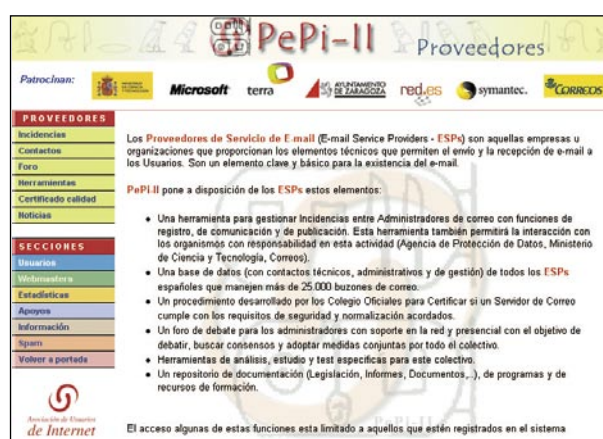 PePi-II Proveedores
Patrocinan:
Microsoft
terra
AYUNTAMIENTO
DE ZARAGOZA
red.es
symantec.
CORREOS
PROVEEDORES
Incidencias
Contactos
Foro
Herramientas
Certificado calidad
Noticias
SECCIONES
Usuarios
Webmasters
Estadísticas
Apoyos
Información
Spam
Volver a portada
Asociación de Usuarios
de Internet
Los Proveedores de Servicio de E-mail (E-mail Service Providers - ESPs) son aquellas empresas u
organizaciones que proporcionan los elementos técnicos que permiten el envío y la recepción de e-mail a
los Usuarios. Son un elemento clave y básico para la existencia del e-mail.
PePi-II pone a disposición de los ESPs estos elementos:
Una herramienta para gestionar Incidencias entre Administradores de correo con funciones de
registro, de comunicación y de publicación. Esta herramienta también permitirá la interacción con
los organismos con responsabilidad en esta actividad (Agencia de Protección de Datos, Ministerio
de Ciencia y Tecnología, Correos).
Una base de datos (con contactos técnicos, administrativos y de gestión) de todos los ESPs
españoles que manejen más de 25.000 buzones de correo.
Un procedimiento desarrollado por los Colegio Oficiales para Certificar si un Servidor de Correo
cumple con los requisitos de seguridad y normalización acordados.
Un foro de debate para los administradores con soporte en la red y presencial con el objetivo de
debatir, buscar consensos y adoptar medidas conjuntas por todo el colectivo.
Herramientas de análisis, estudio y test especificas para este colectivo.
Un repositorio de documentación (Legislación, Informes, Documentos,..), de programas y de
recursos de formación.
El acceso algunas de estas funciones esta limitado a aquellos que estén registrados en el sistema